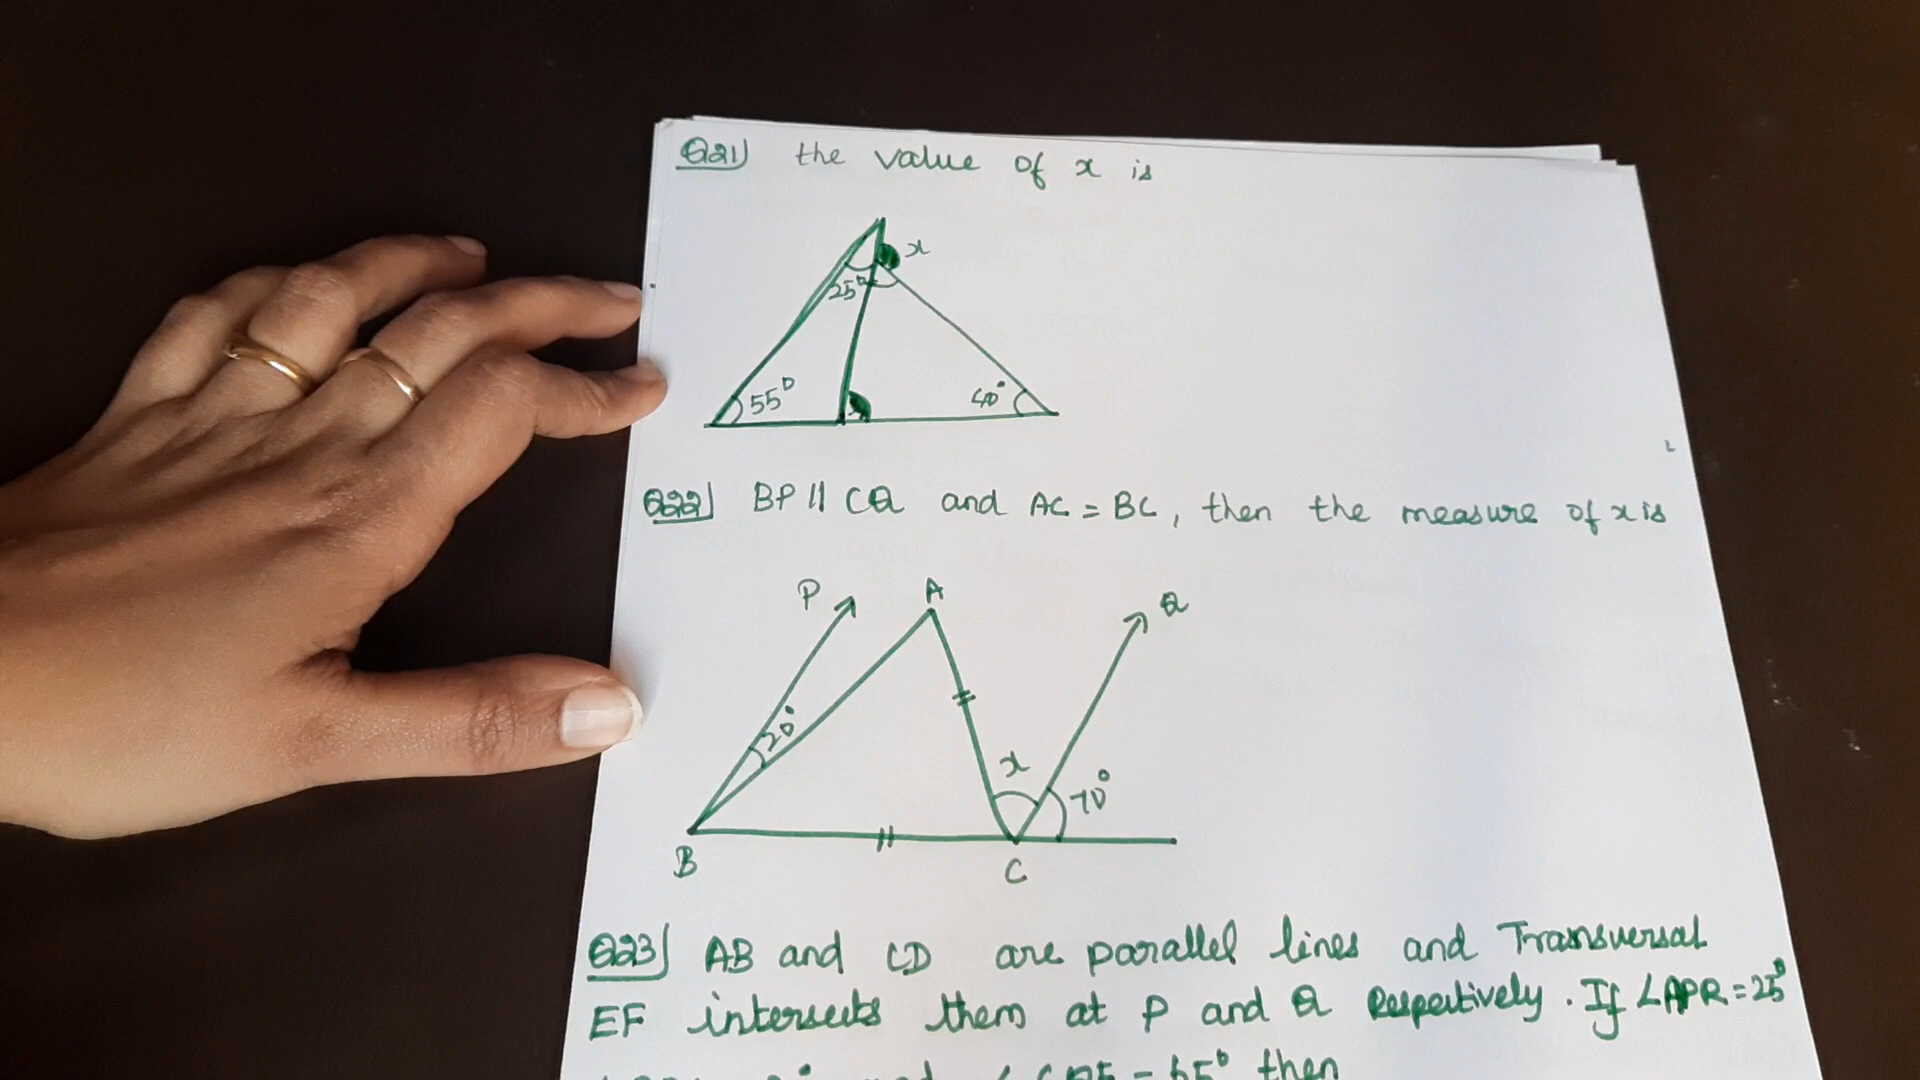 Q21) the value of x is
x
25°
55° 40°
Q22) BP || CQ and AC = BC, then the measure of x is
P A Q
20°
x 70°
B C
Q23) AB and CD are parallel lines and Transversal
EF intersects them at P and Q Respectively. If ∠APR = 25°
then